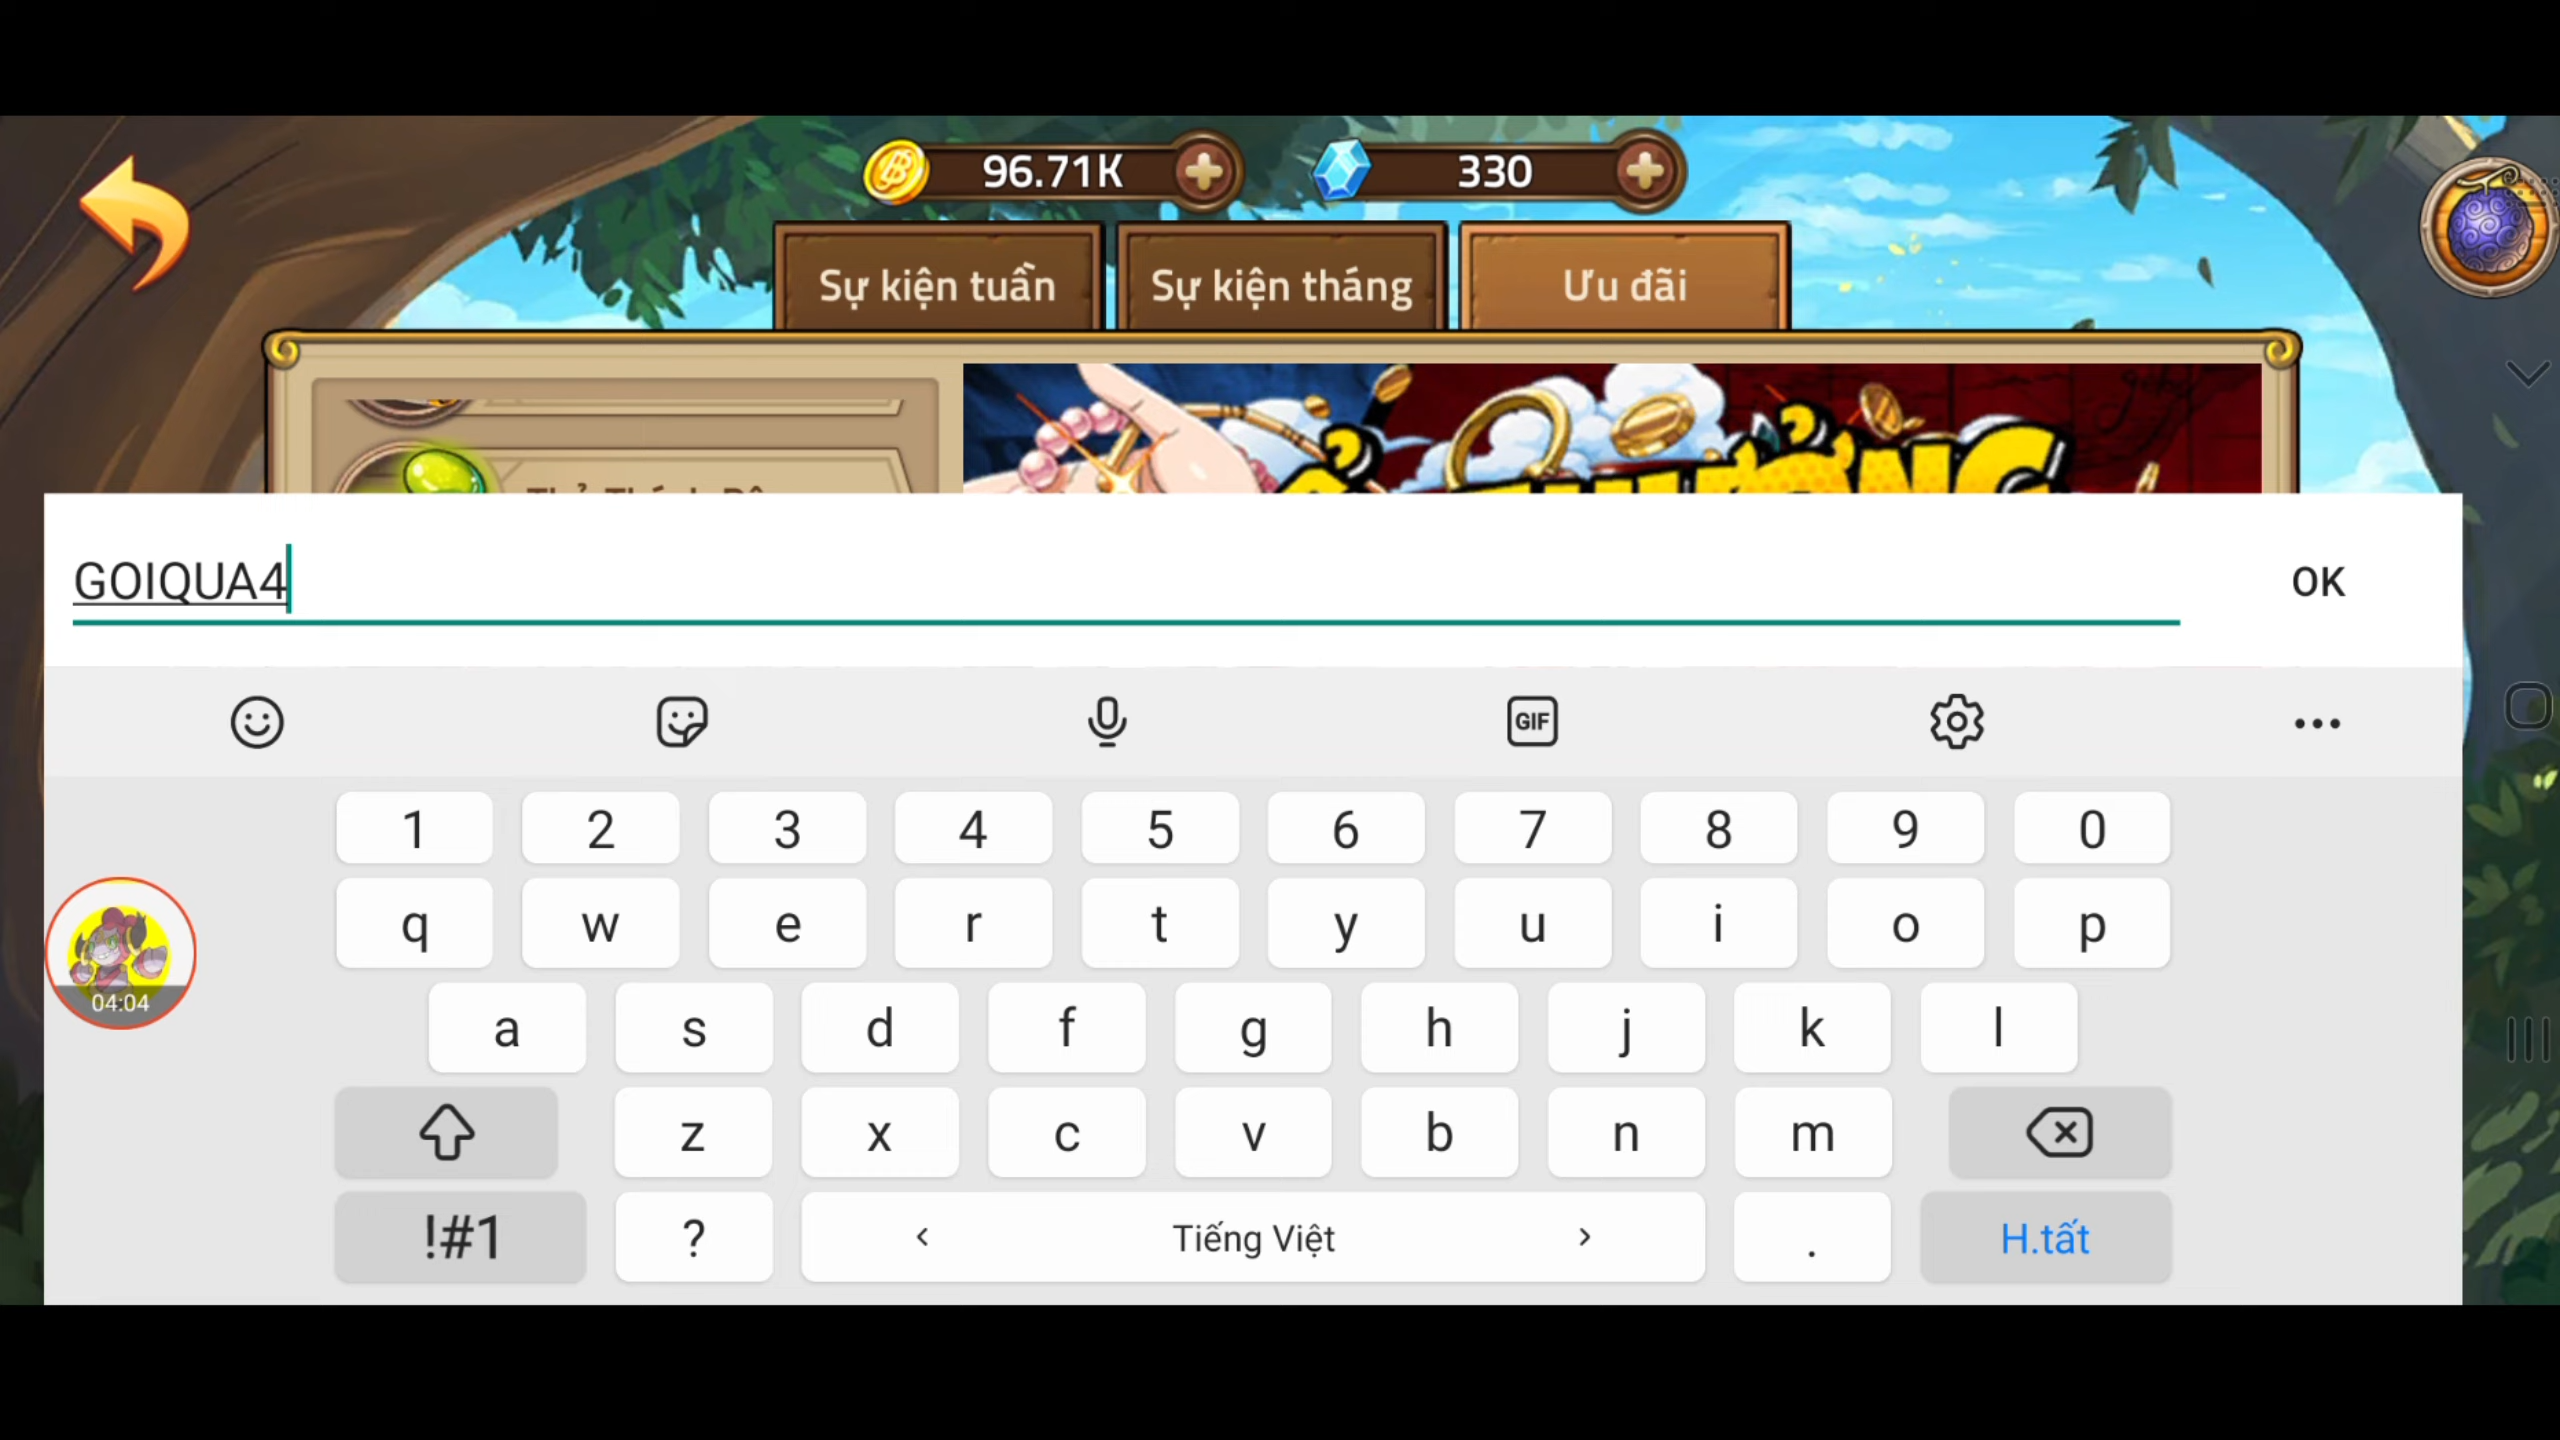 96.71K
330
Sự kiện tuần
Sự kiện tháng
Ưu đãi
GOIQUA4
OK
GIF
1 2 3 4 5 6 7 8 9 0
q w e r t y u i o p
a s d f g h j k l
z x c v b n m
04:04
!#1 ? < Tiếng Việt > . H.tất